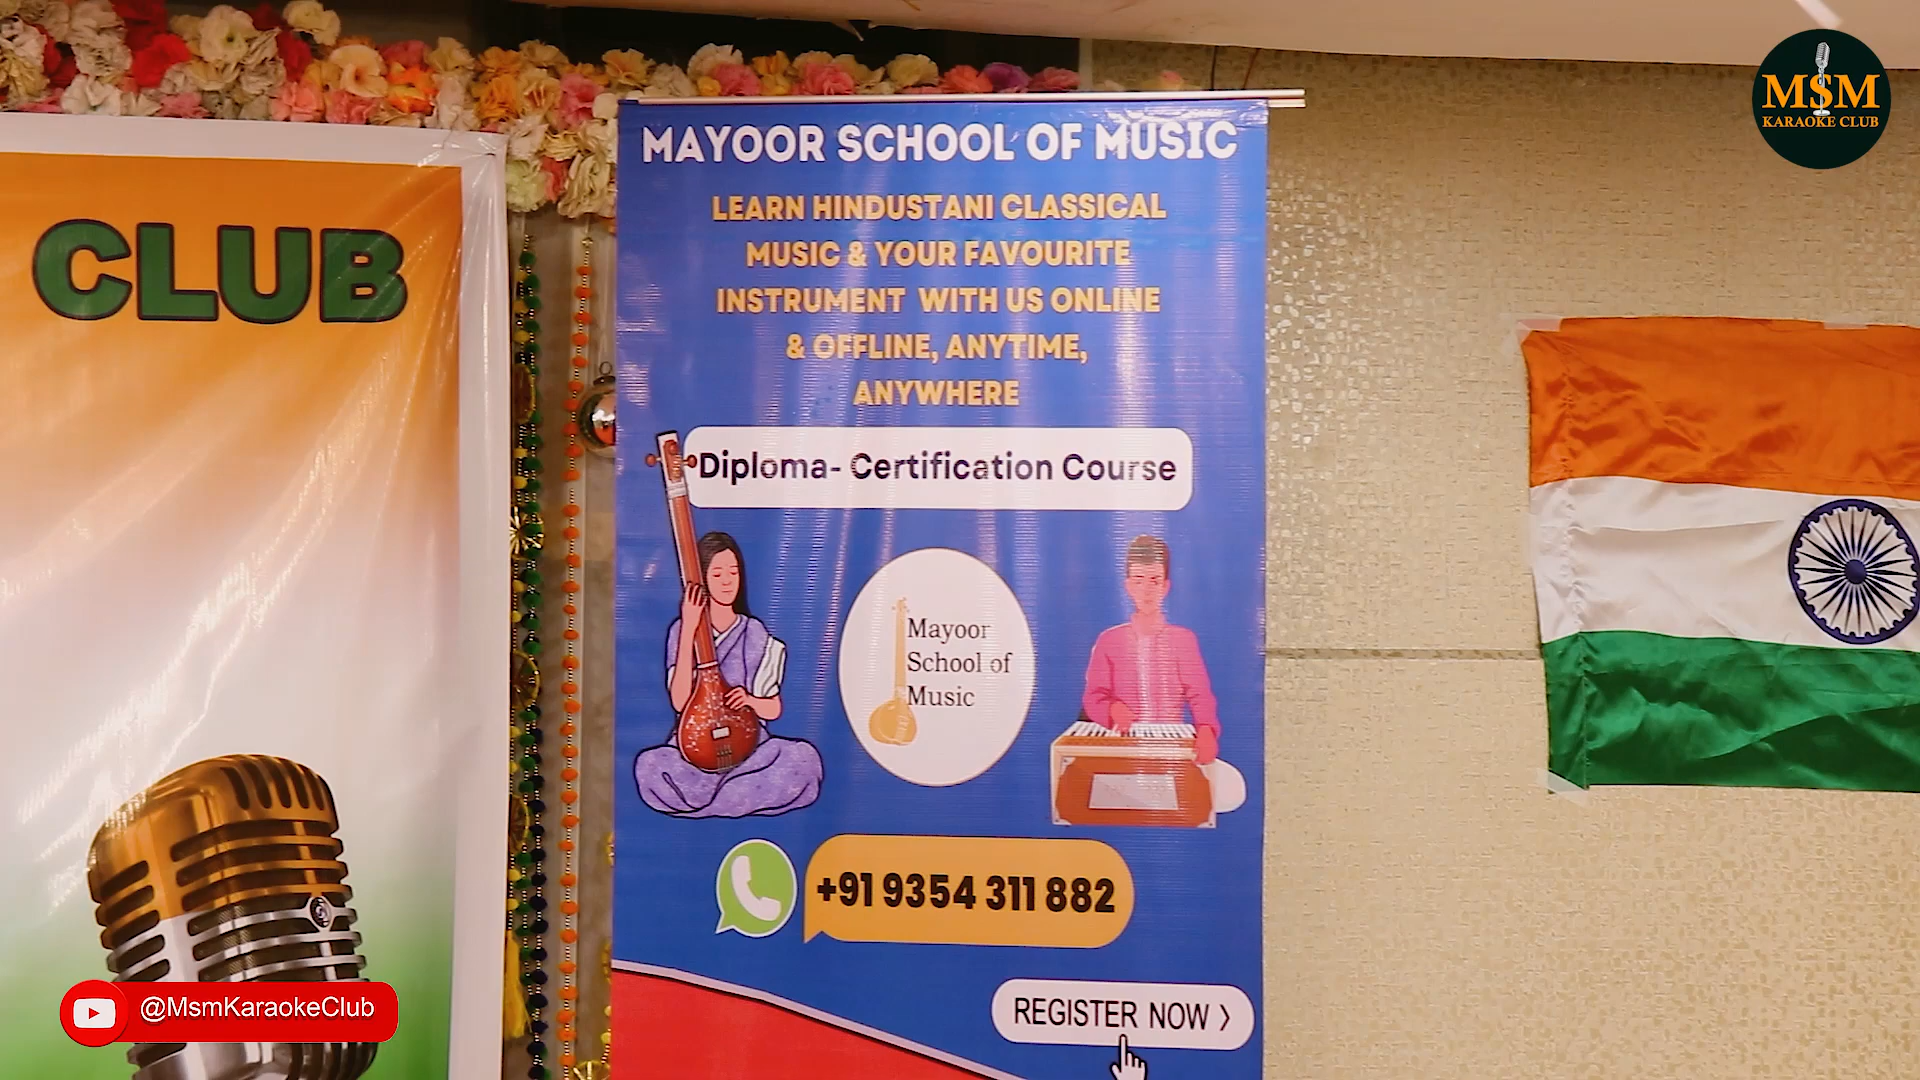 MSM
KARAOKE CLUB
CLUB
MAYOOR SCHOOL OF MUSIC
LEARN HINDUSTANI CLASSICAL
MUSIC & YOUR FAVOURITE
INSTRUMENT WITH US ONLINE
& OFFLINE, ANYTIME,
ANYWHERE
Diploma- Certification Course
Mayoor
School of
Music
+91 9354 311 882
REGISTER NOW >
@MsmKaraokeClub